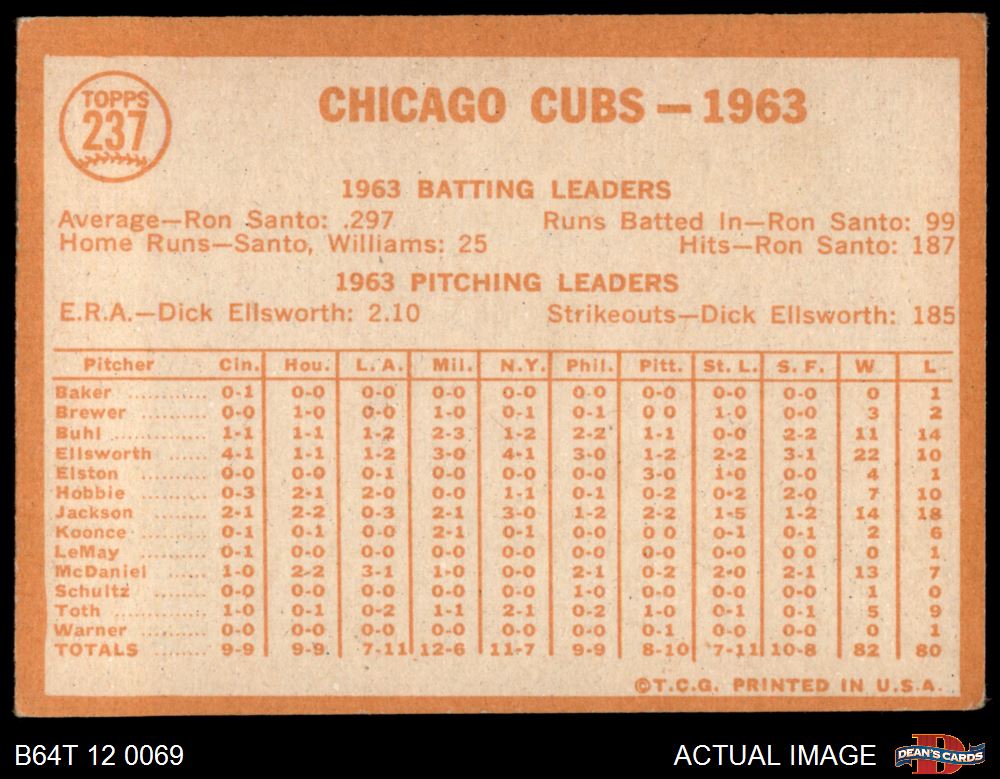 TOPPS
237
CHICAGO CUBS — 1963
1963 BATTING LEADERS
Average—Ron Santo: .297 Runs Batted In—Ron Santo: 99
Home Runs—Santo, Williams: 25 Hits—Ron Santo: 187
1963 PITCHING LEADERS
E.R.A.—Dick Ellsworth: 2.10 Strikeouts—Dick Ellsworth: 185
Pitcher Cin. Hou. L.A. Mil. N.Y. Phil. Pitt. St. L. S. F. W L
Baker .......... 0-1 0-0 0-0 0-0 0-0 0-0 0-0 0-0 0-0 0 1
Brewer ........ 0-0 1-0 0-0 1-0 0-1 0-1 0 0 1-0 0-0 3 2
Buhl ............ 1-1 1-1 1-2 2-3 1-2 2-2 1-1 0-0 2-2 11 14
Ellsworth ..... 4-1 1-1 1-2 3-0 4-1 3-0 1-2 2-2 3-1 22 10
Elston ......... 0-0 0-0 0-1 0-0 0-0 0-0 3-0 1-0 0-0 4 1
Hobbie ........ 0-3 2-1 2-0 0-0 1-1 0-1 0-2 0-2 2-0 7 10
Jackson ....... 2-1 2-2 0-3 2-1 3-0 1-2 2-2 1-5 1-2 14 18
Koonce ........ 0-1 0-1 0-0 2-1 0-1 0-0 0 0 0-1 0-1 2 6
LeMay ......... 0-1 0-0 0-0 0-0 0-0 0-0 0-0 0 0 0-0 0 1
McDaniel ..... 1-0 2-2 3-1 1-0 0-0 2-1 0-2 2-0 2-1 13 7
Schultz ........ 0-0 0-0 0-0 0-0 0-0 1-0 0-0 0-0 0-0 1 0
Toth ............ 1-0 0-1 0-2 1-1 2-1 0-2 1-0 0-1 0-1 5 9
Warner ........ 0-0 0-0 0-0 0-0 0-0 0-0 0-1 0-0 0-0 0 1
TOTALS 9-9 9-9 7-11 12-6 11-7 9-9 8-10 7-11 10-8 82 80
©T.C.G. PRINTED IN U.S.A.
B64T 12 0069 ACTUAL IMAGE DEAN'S CARDS